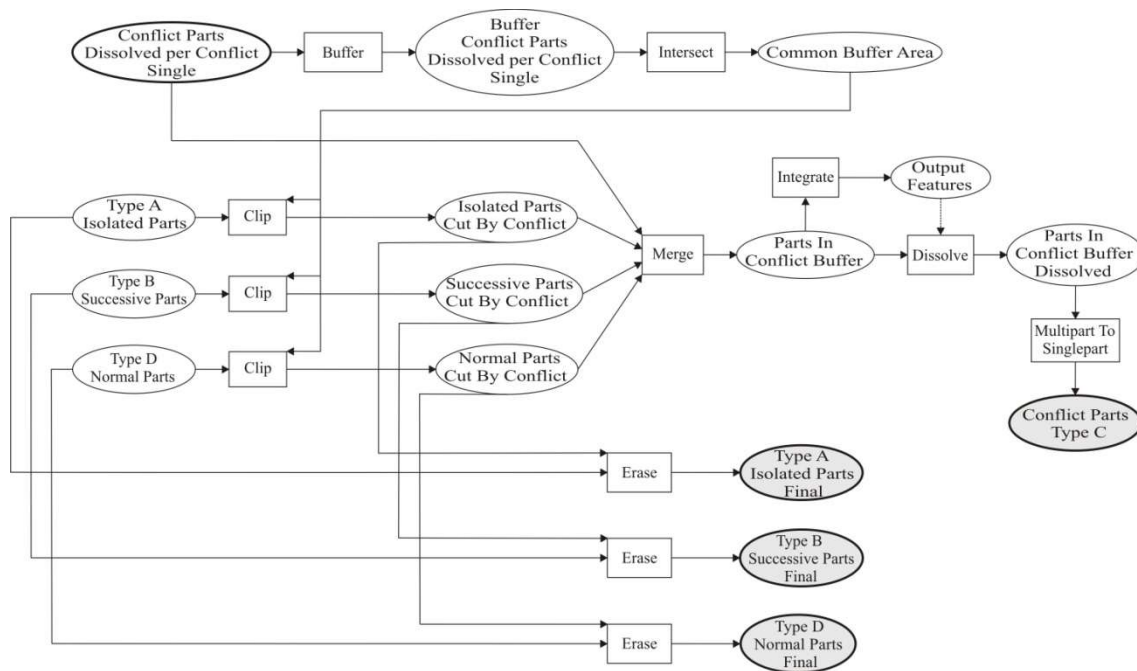 Conflict Parts
Dissolved per Conflict
Single
Buffer
Buffer
Conflict Parts
Dissolved per Conflict
Single
Intersect
Common Buffer Area
Type A
Isolated Parts
Clip
Isolated Parts
Cut By Conflict
Type B
Successive Parts
Clip
Successive Parts
Cut By Conflict
Type D
Normal Parts
Clip
Normal Parts
Cut By Conflict
Merge
Parts In
Conflict Buffer
Integrate
Output
Features
Dissolve
Parts In
Conflict Buffer
Dissolved
Multipart To
Singlepart
Conflict Parts
Type C
Erase
Type A
Isolated Parts
Final
Erase
Type B
Successive Parts
Final
Erase
Type D
Normal Parts
Final